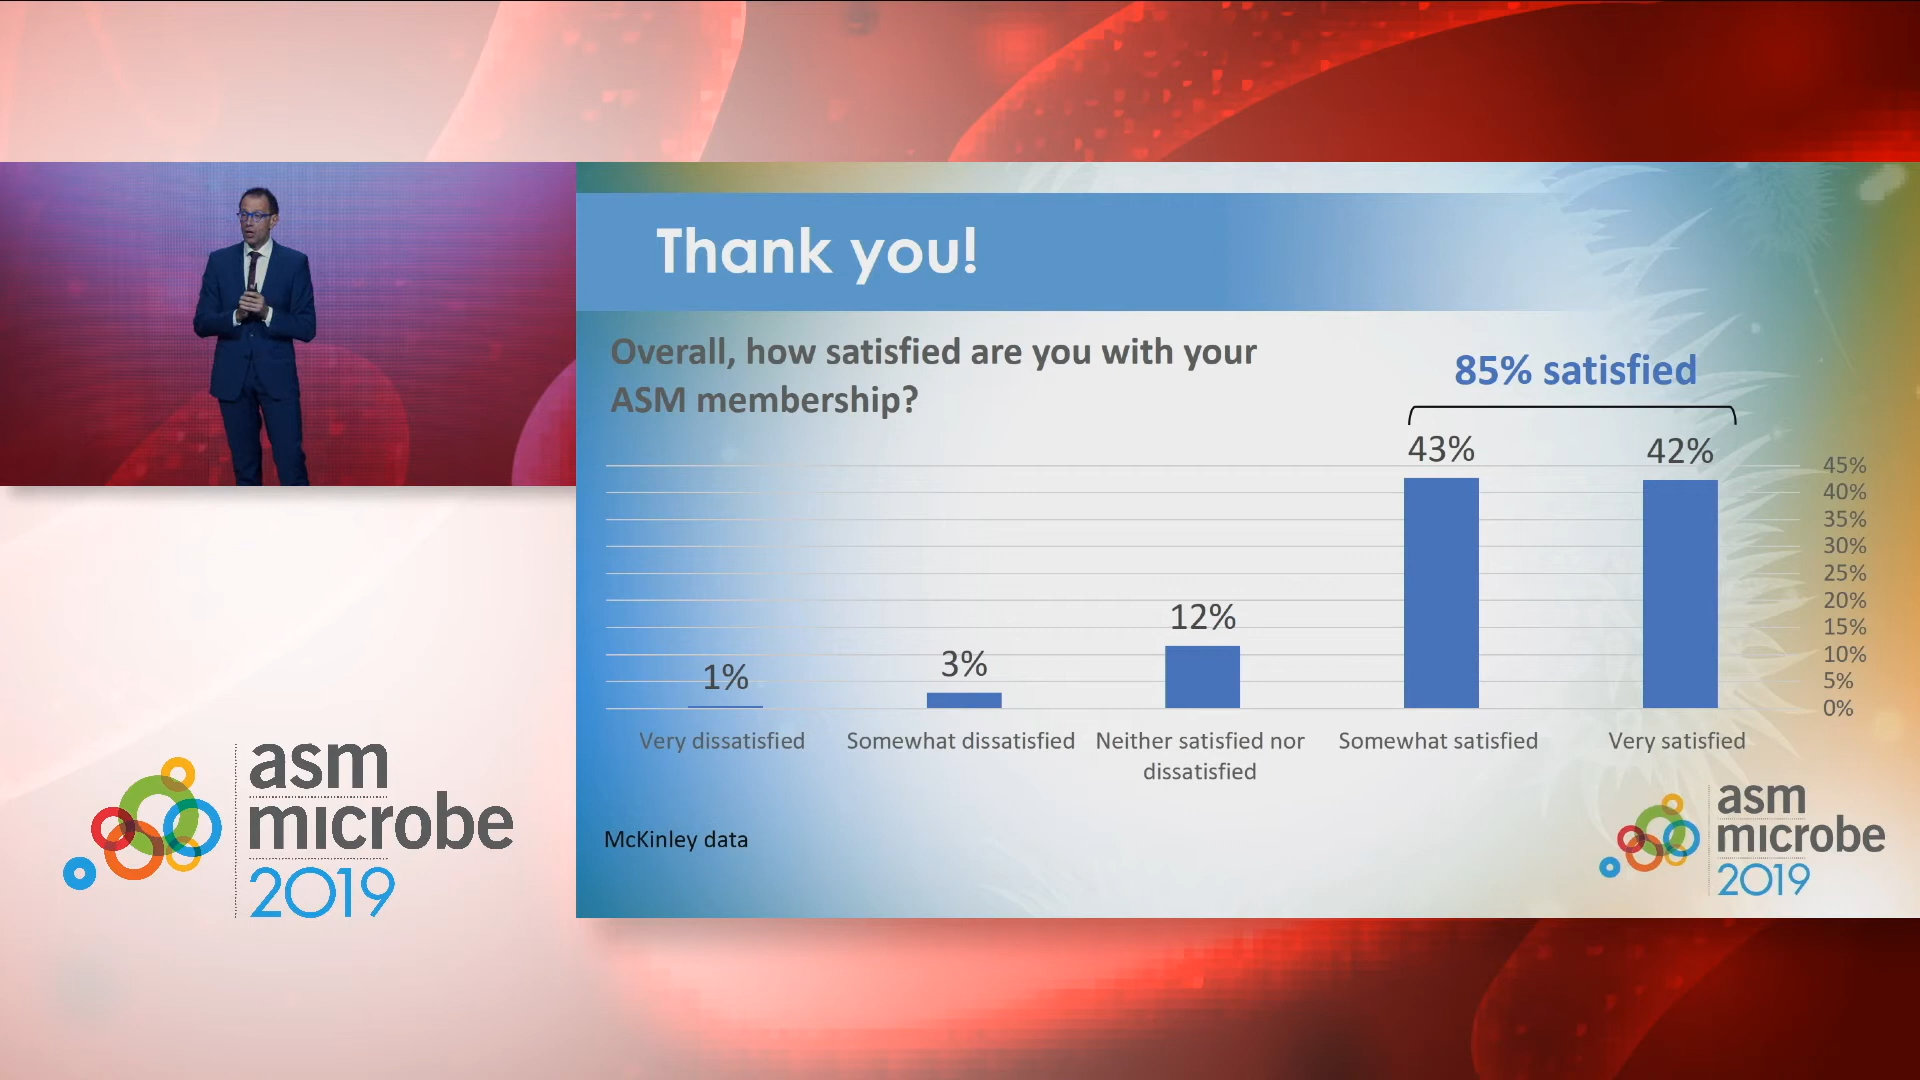 Thank you!
Overall, how satisfied are you with your
ASM membership?
85% satisfied
43%
42%
12%
3%
1%
45%
40%
35%
30%
25%
20%
15%
10%
5%
0%
Very dissatisfied
Somewhat dissatisfied
Neither satisfied nor
dissatisfied
Somewhat satisfied
Very satisfied
McKinley data
asm
microbe
2019
asm
microbe
2019